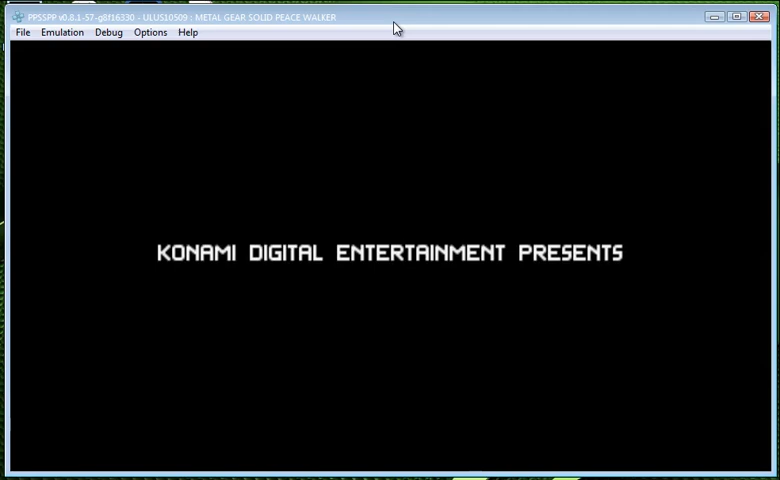 PPSSPP v0.8.1-57-g8f16330 - ULUS10509 : METAL GEAR SOLID PEACE WALKER
File Emulation Debug Options Help
KONAMI DIGITAL ENTERTAINMENT PRESENTS